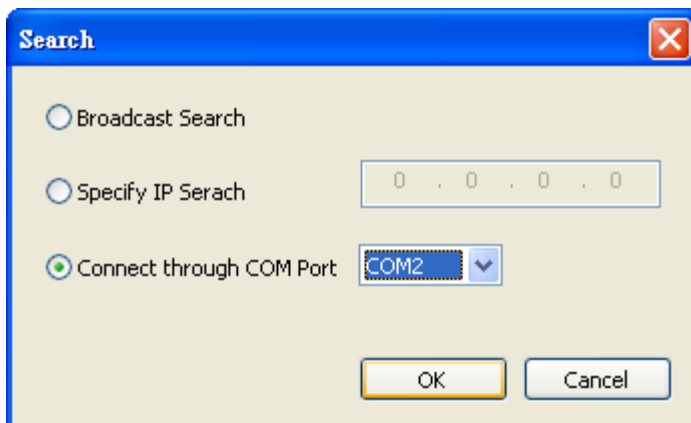 Search
Broadcast Search
Specify IP Serach 0 . 0 . 0 . 0
Connect through COM Port COM2
OK Cancel